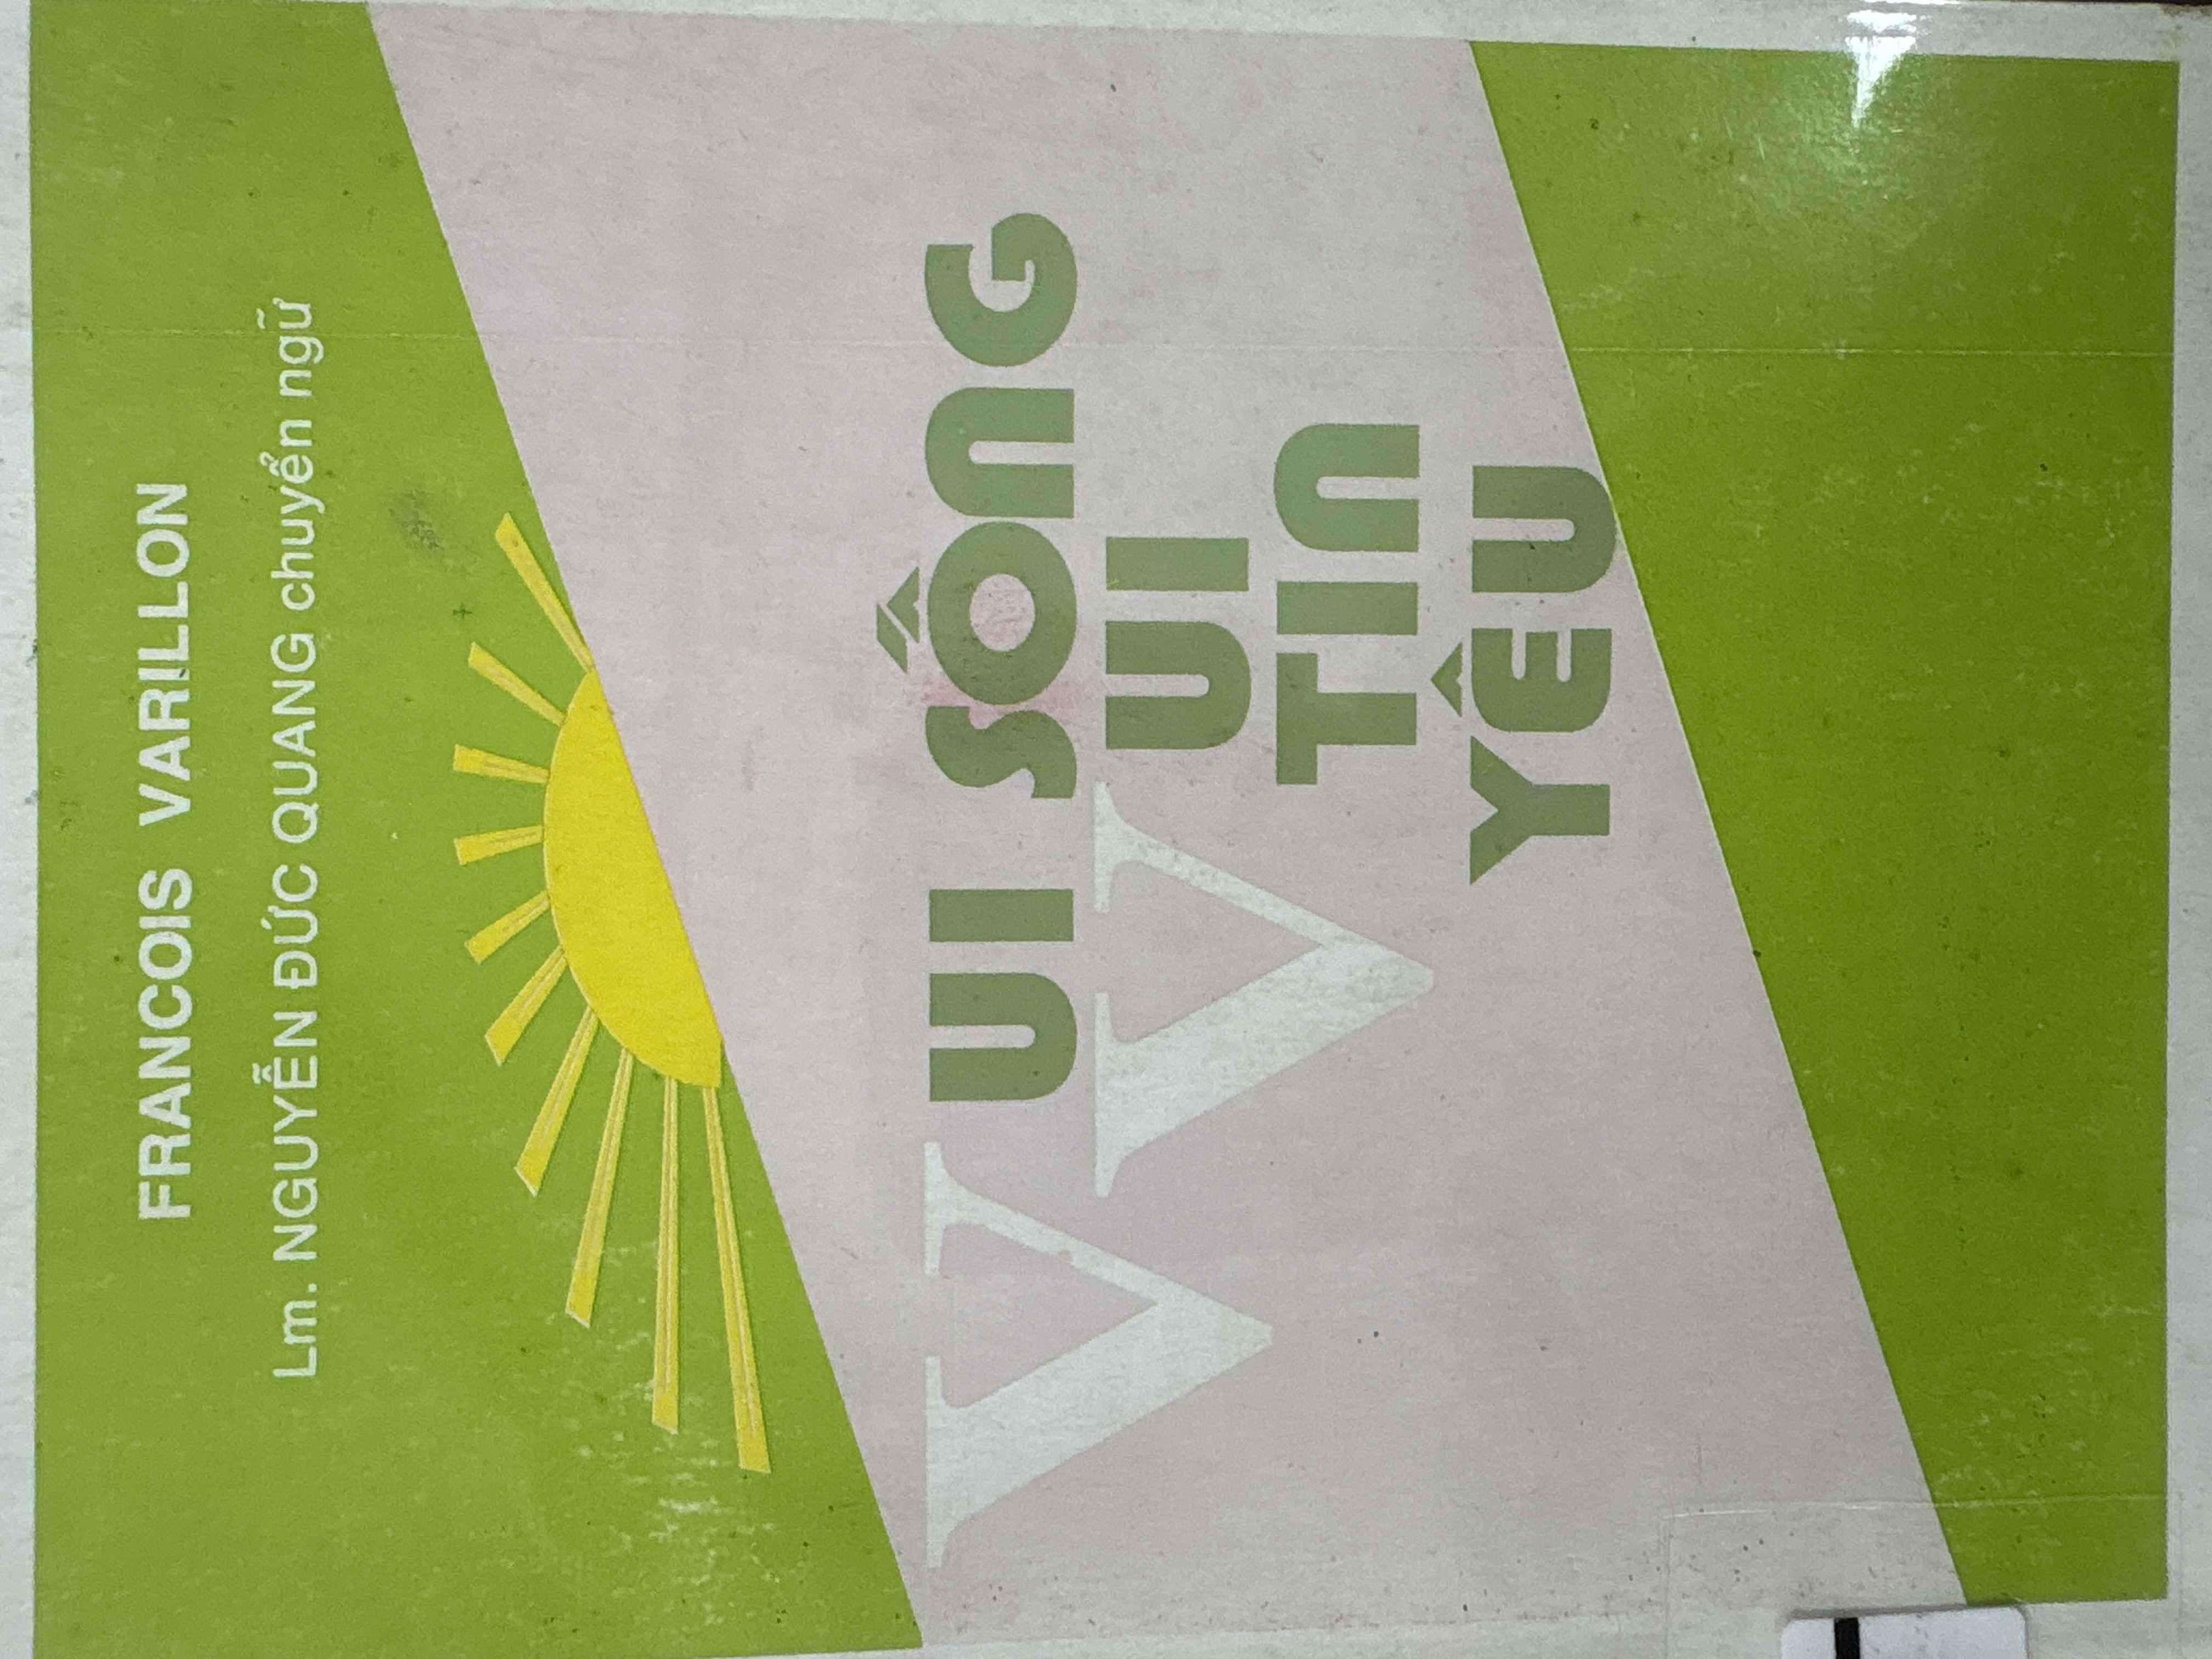 FRANCOIS VARILLON
Lm. NGUYỄN ĐỨC QUANG chuyển ngữ
VUI SỐNG
VUI
TIN
YÊU